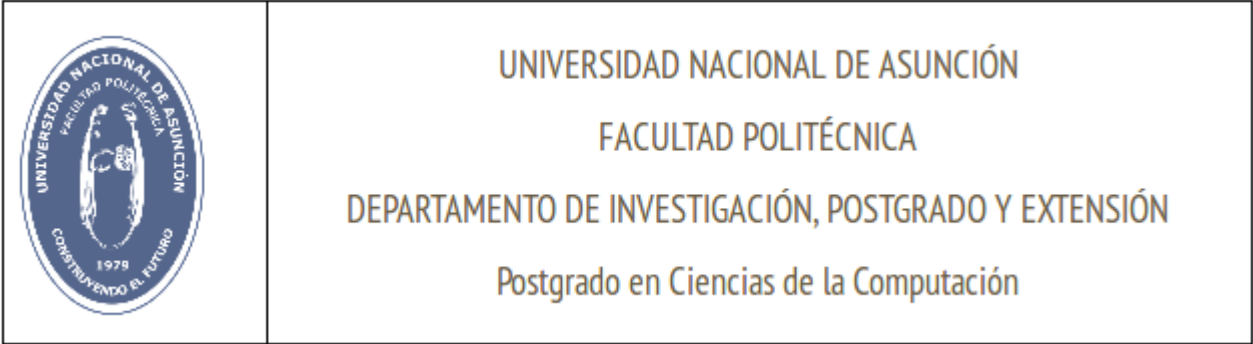 UNIVERSIDAD NACIONAL DE ASUNCIÓN
FACULTAD POLITÉCNICA
1979
CONSTRUYENDO EL FUTURO
UNIVERSIDAD NACIONAL DE ASUNCIÓN
FACULTAD POLITÉCNICA
DEPARTAMENTO DE INVESTIGACIÓN, POSTGRADO Y EXTENSIÓN
Postgrado en Ciencias de la Computación